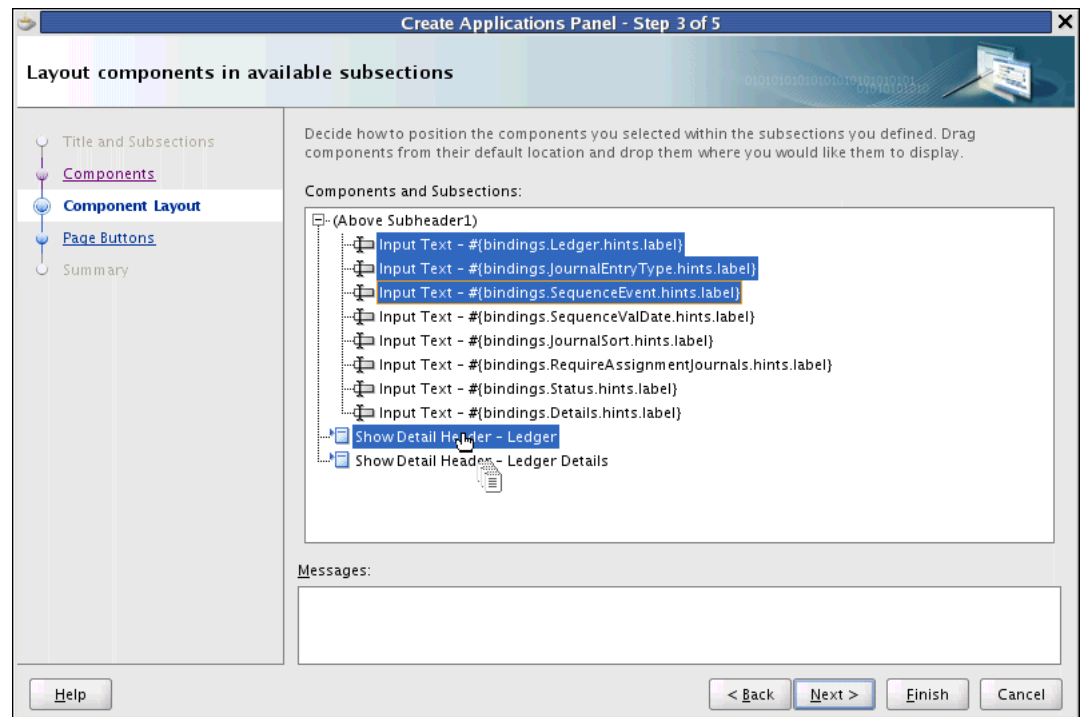 Create Applications Panel - Step 3 of 5
Layout components in available subsections
Title and Subsections
Components
Component Layout
Page Buttons
Summary
Decide how to position the components you selected within the subsections you defined. Drag
components from their default location and drop them where you would like them to display.
Components and Subsections:
(Above Subheader1)
Input Text - #{bindings.Ledger.hints.label}
Input Text - #{bindings.JournalEntryType.hints.label}
Input Text - #{bindings.SequenceEvent.hints.label}
Input Text - #{bindings.SequenceValDate.hints.label}
Input Text - #{bindings.JournalSort.hints.label}
Input Text - #{bindings.RequireAssignmentJournals.hints.label}
Input Text - #{bindings.Status.hints.label}
Input Text - #{bindings.Details.hints.label}
Show Detail Header - Ledger
Show Detail Header - Ledger Details
Messages:
Help
< Back
Next >
Finish
Cancel